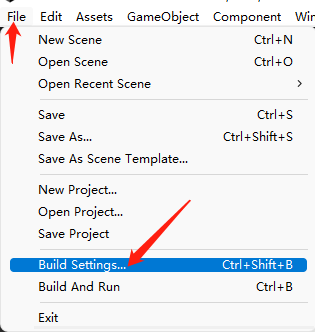 File Edit Assets GameObject Component Win
New Scene Ctrl+N
Open Scene Ctrl+O
Open Recent Scene
Save Ctrl+S
Save As... Ctrl+Shift+S
Save As Scene Template...
New Project...
Open Project...
Save Project
Build Settings... Ctrl+Shift+B
Build And Run Ctrl+B
Exit